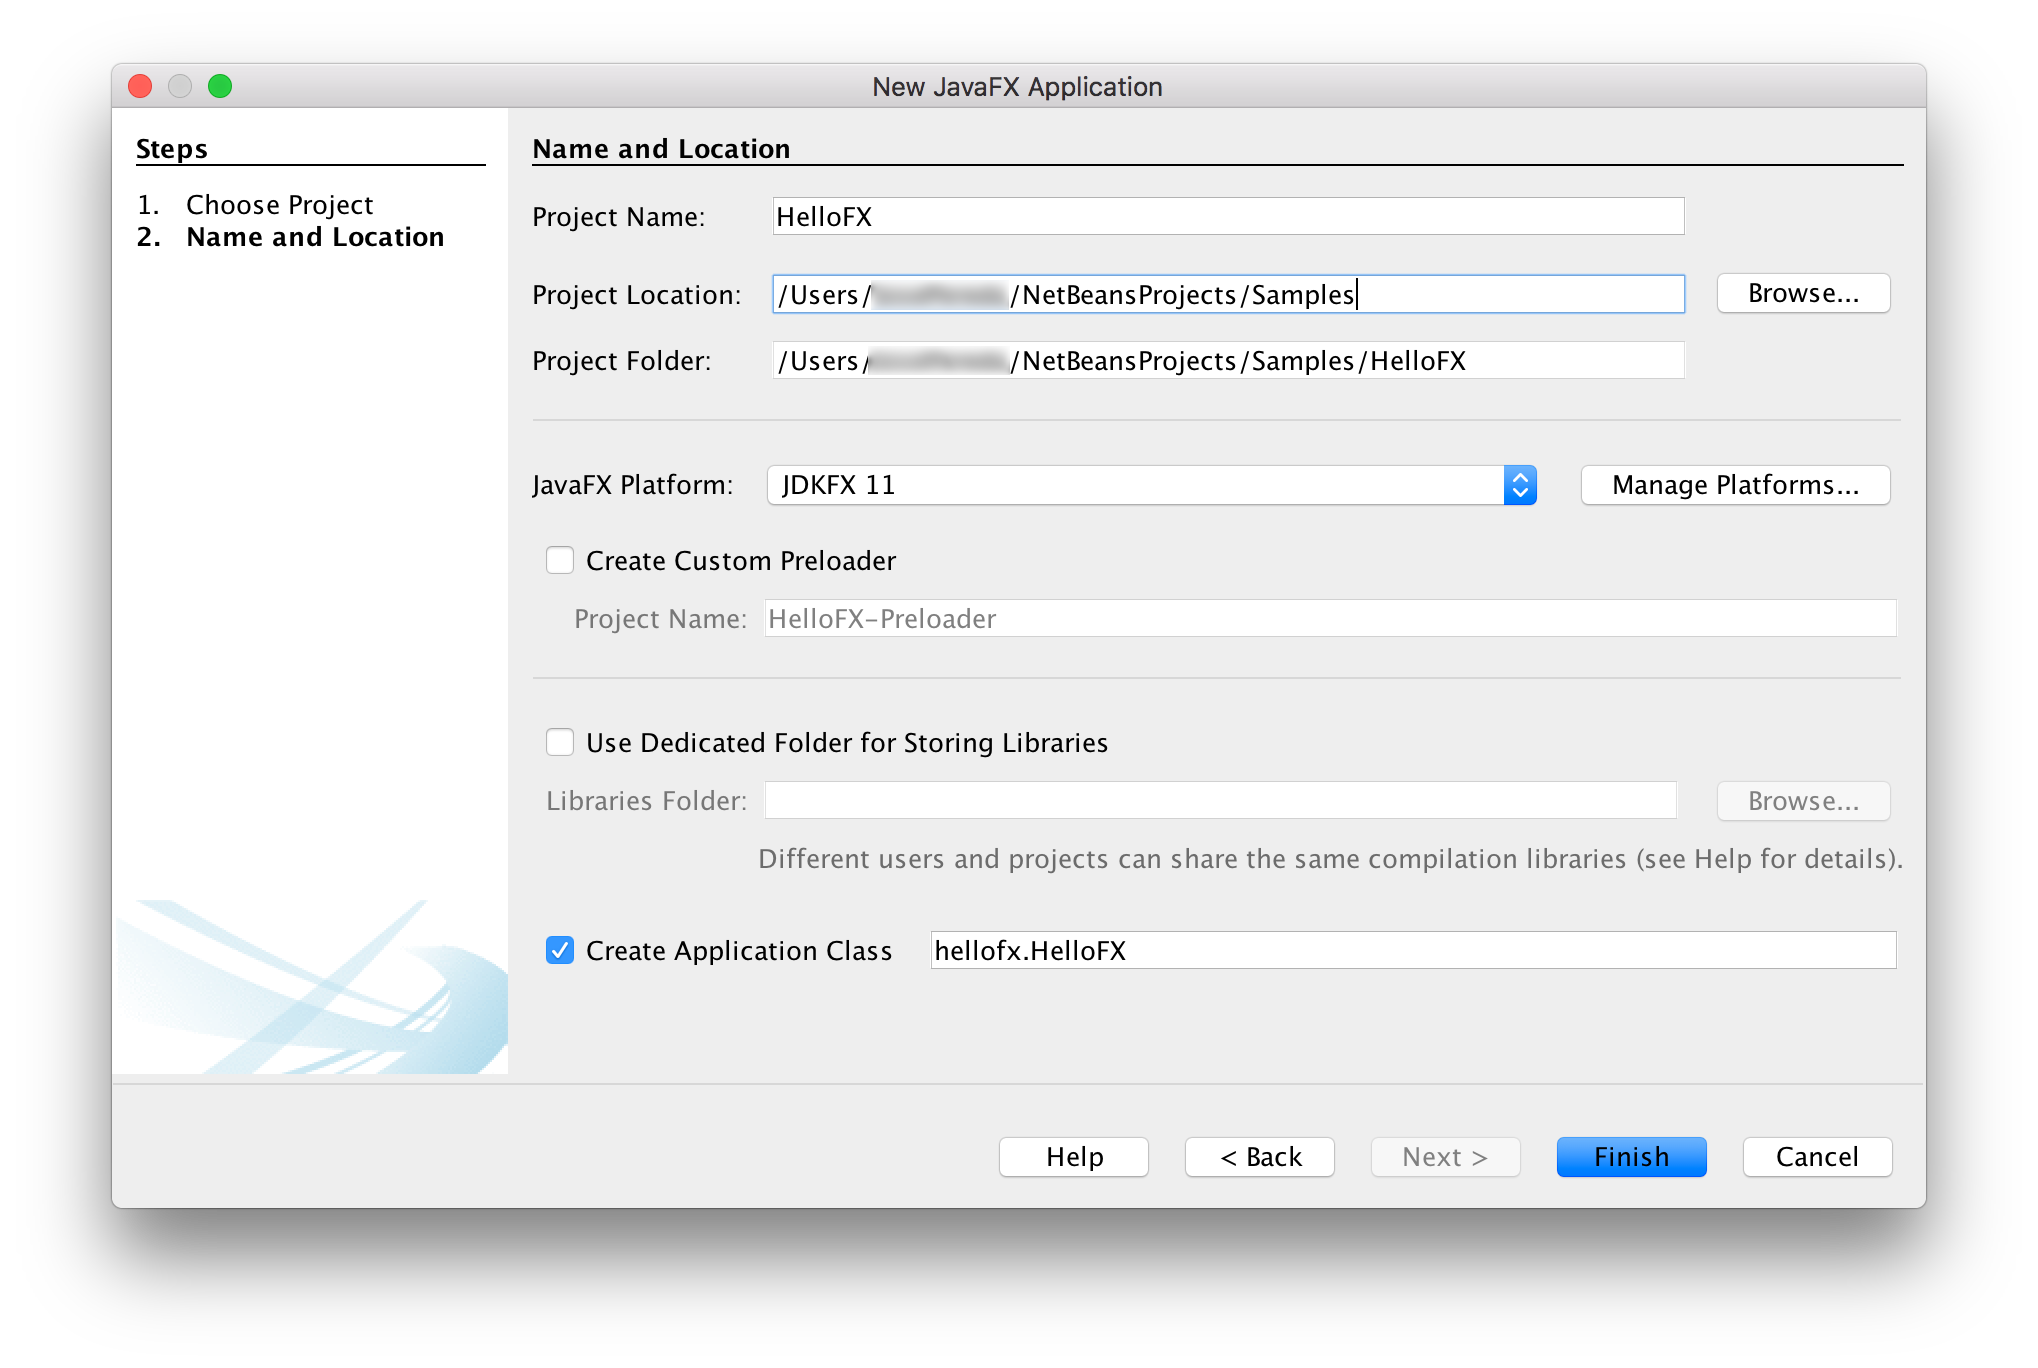 New JavaFX Application
Steps
1. Choose Project
2. Name and Location
Name and Location
Project Name: HelloFX
Project Location: /Users/ /NetBeansProjects/Samples Browse...
Project Folder: /Users/ /NetBeansProjects/Samples/HelloFX
JavaFX Platform: JDKFX 11 Manage Platforms...
Create Custom Preloader
Project Name: HelloFX-Preloader
Use Dedicated Folder for Storing Libraries
Libraries Folder: Browse...
Different users and projects can share the same compilation libraries (see Help for details).
Create Application Class hellofx.HelloFX
Help < Back Next > Finish Cancel